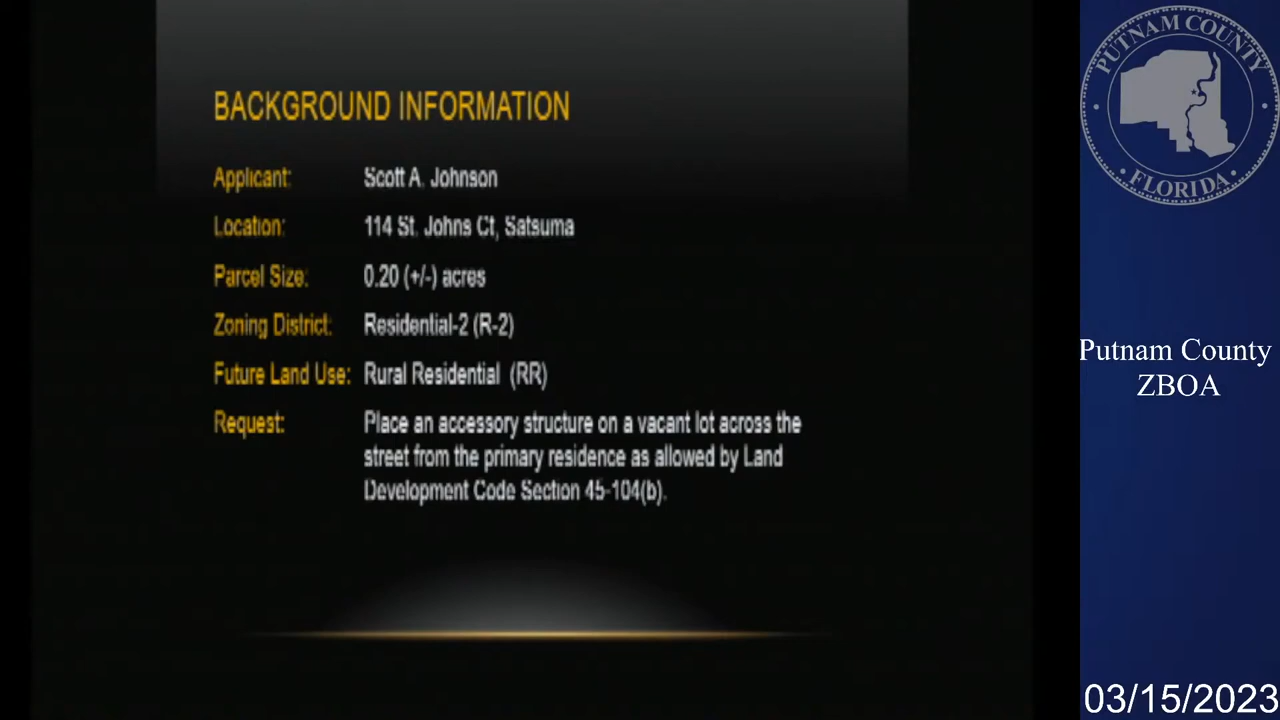 BACKGROUND INFORMATION
Applicant: Scott A. Johnson
Location: 114 St. Johns Ct, Satsuma
Parcel Size: 0.20 (+/-) acres
Zoning District: Residential-2 (R-2)
Future Land Use: Rural Residential (RR)
Request: Place an accessory structure on a vacant lot across the
street from the primary residence as allowed by Land
Development Code Section 45-104(b).
PUTNAM COUNTY
FLORIDA
Putnam County
ZBOA
03/15/2023